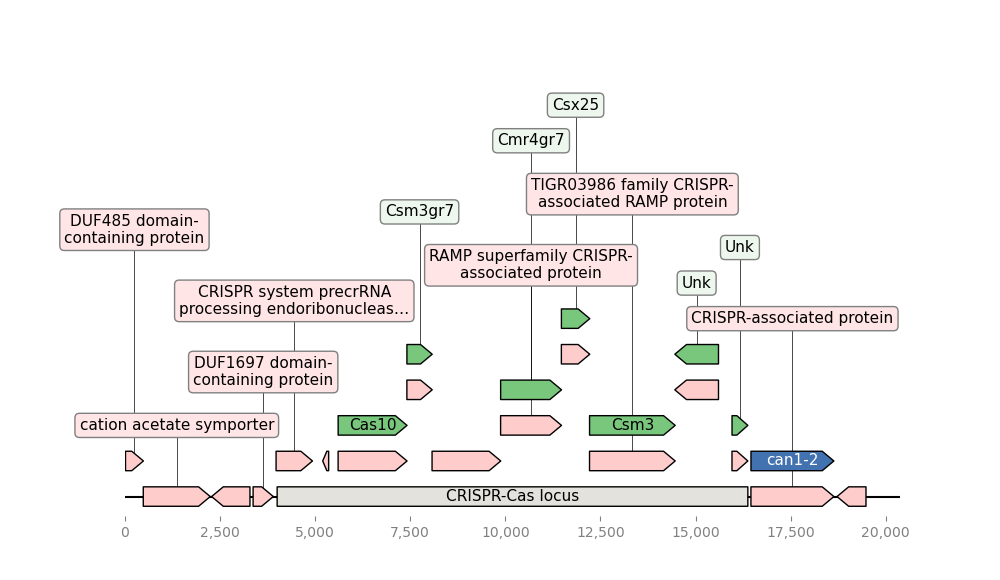 Csx25
Cmr4gr7
TIGR03986 family CRISPR-
associated RAMP protein
Csm3gr7
DUF485 domain-
containing protein
Unk
RAMP superfamily CRISPR-
associated protein
Unk
CRISPR system precrRNA
processing endoribonucleas...
CRISPR-associated protein
DUF1697 domain-
containing protein
cation acetate symporter
Cas10
Csm3
can1-2
CRISPR-Cas locus
0 2,500 5,000 7,500 10,000 12,500 15,000 17,500 20,000